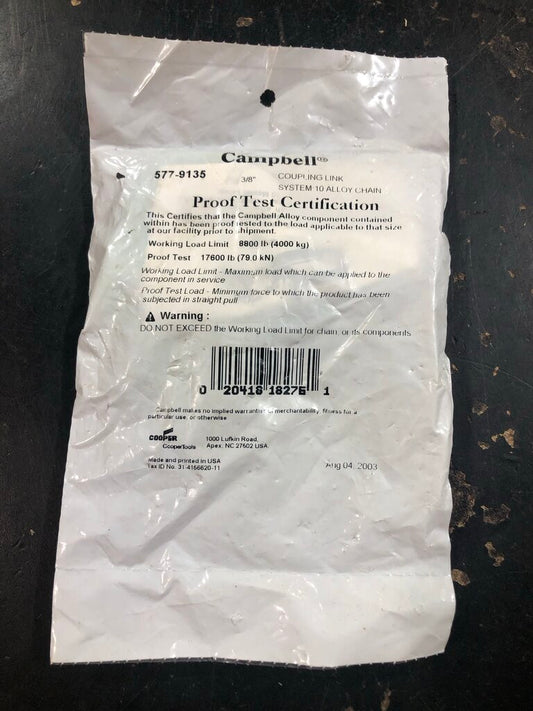 Campbell®
577-9135 3/8" COUPLING LINK
SYSTEM 10 ALLOY CHAIN
Proof Test Certification
This Certifies that the Campbell Alloy component contained
within has been proof tested to the load applicable to that size
at our facility prior to shipment.
Working Load Limit 8800 lb (4000 kg)
Proof Test 17600 lb (79.0 kN)
Working Load Limit - Maximum load which can be applied to the
component in service
Proof Test Load - Minimum force to which the product has been
subjected in straight pull
Warning :
DO NOT EXCEED the Working Load Limit for chain, or its components
0 20418 18276 1
Campbell makes no implied warranties of merchantability, fitness for a
particular use, or otherwise
COOPER
CooperTools
1000 Lufkin Road,
Apex, NC 27502 USA
Made and printed in USA
Tax ID No. 31-4156620-11
Aug 04, 2003